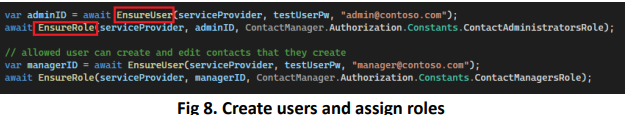 var adminID = await EnsureUser(serviceProvider, testUserPw, "admin@contoso.com");
await EnsureRole(serviceProvider, adminID, ContactManager.Authorization.Constants.ContactAdministratorsRole);
// allowed user can create and edit contacts that they create
var managerID = await EnsureUser(serviceProvider, testUserPw, "manager@contoso.com");
await EnsureRole(serviceProvider, managerID, ContactManager.Authorization.Constants.ContactManagersRole);
Fig 8. Create users and assign roles